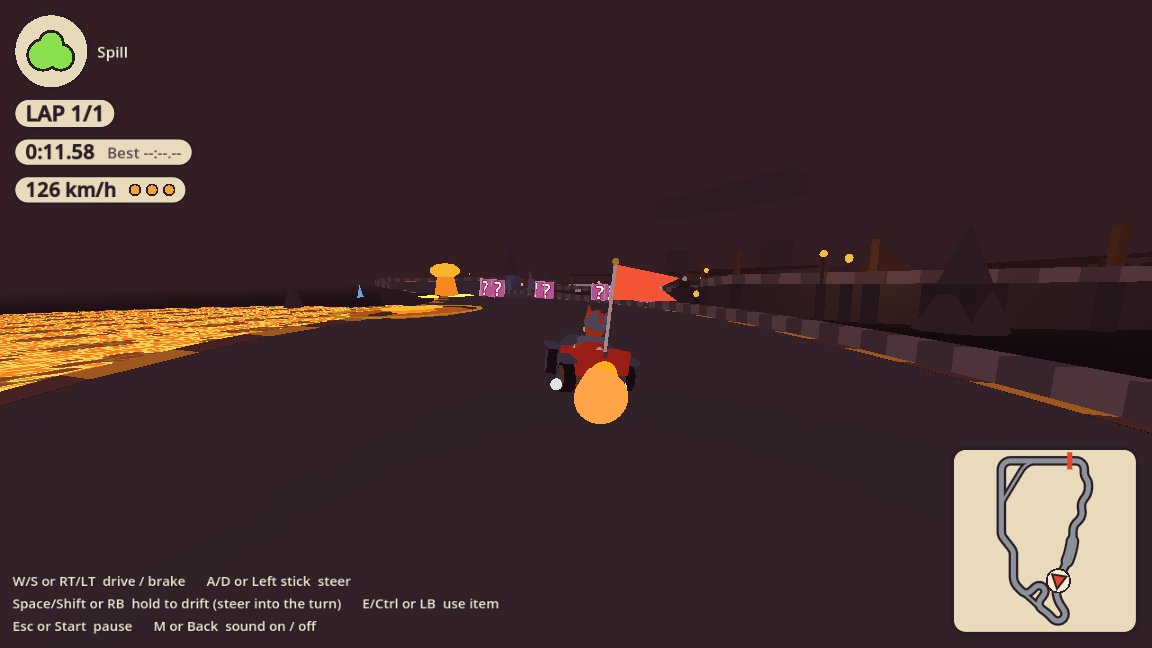 Spill
LAP 1/1
0:11.58 Best --:--.--
126 km/h
? ? ? ?
W/S or RT/LT drive / brake A/D or Left stick steer
Space/Shift or RB hold to drift (steer into the turn) E/Ctrl or LB use item
Esc or Start pause M or Back sound on / off